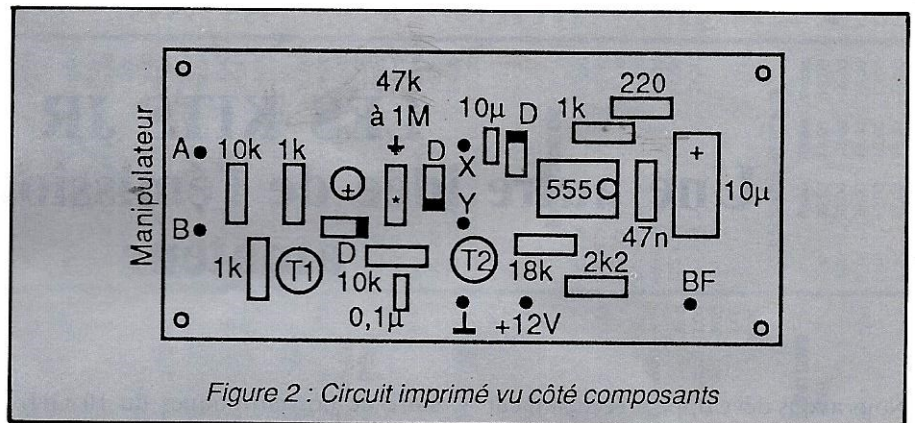 220
47k
10µ D 1k
à 1M
A 10k 1k D X +
+ 555 10µ
Manipulateur
* Y
B 47n
1k T1 D T2 18k 2k2
10k BF
0,1µ +12V
Figure 2 : Circuit imprimé vu côté composants